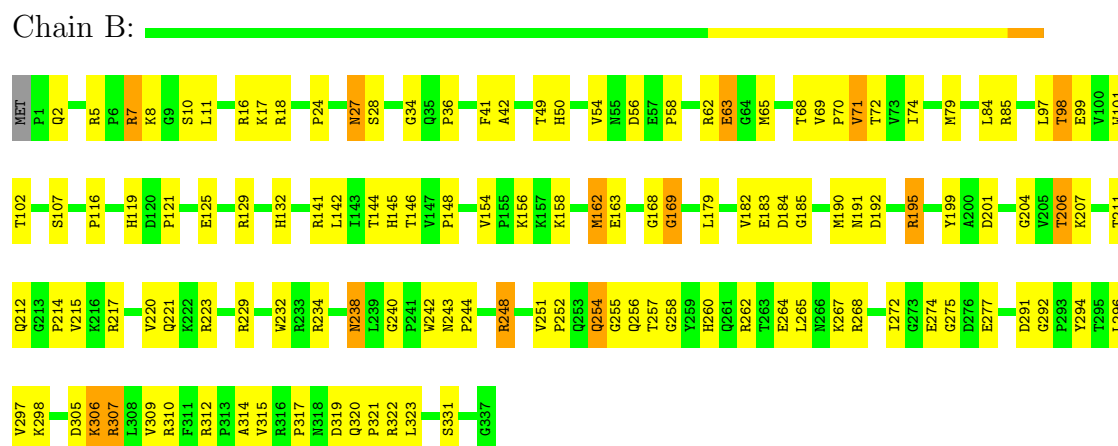 Chain B:
MET P1 Q2 R5 P6 R7 K8 G9 S10 L11 R16 K17 R18 P24 N27 S28 G34 Q35 P36 F41 A42 T49 H50 V54 N55 D56 E57 P58 R62 E63 G64 M65 T68 V69 P70 V71 T72 V73 I74 M79 L84 R85 L97 T98 E99 V100 W101
T102 S107 P116 H119 D120 P121 E125 R129 H132 R141 L142 I143 T144 H145 T146 V147 P148 V154 P155 K156 K157 K158 M162 E163 G168 G169 L179 V182 E183 D184 G185 M190 N191 D192 R195 Y199 A200 D201 G204 V205 T206 K207 T211
Q212 G213 P214 V215 K216 R217 V220 Q221 K222 R223 R229 W232 R233 R234 N238 L239 G240 P241 W242 N243 P244 R248 V251 P252 Q253 Q254 G255 Q256 T257 G258 Y259 H260 Q261 R262 T263 E264 L265 N266 K267 R268 I272 G273 E274 G275 D276 E277 D291 G292 P293 Y294 T295 L296
V297 K298 D305 K306 R307 L308 V309 R310 F311 R312 P313 A314 V315 R316 P317 N318 D319 Q320 P321 R322 L323 S331 G337